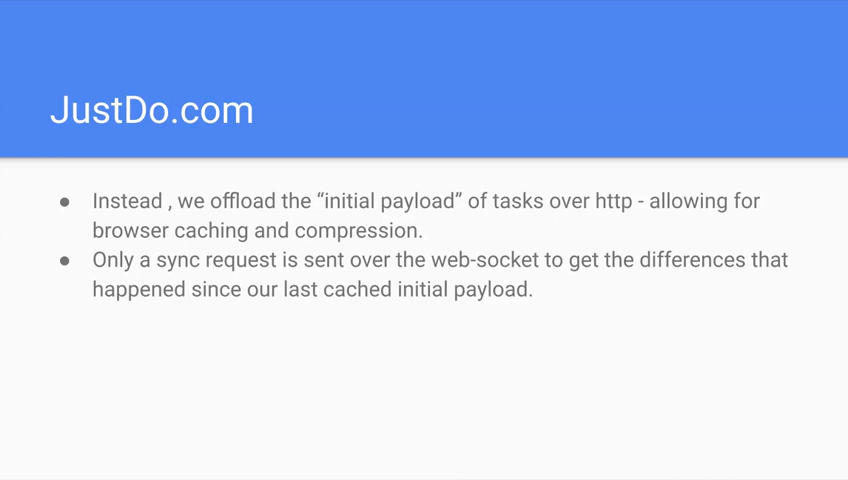 JustDo.com
● Instead , we offload the “initial payload” of tasks over http - allowing for
browser caching and compression.
● Only a sync request is sent over the web-socket to get the differences that
happened since our last cached initial payload.